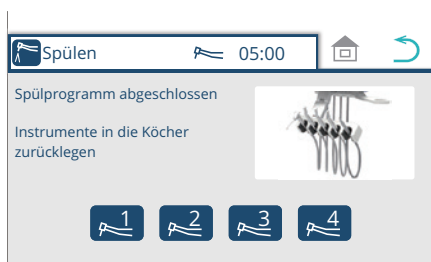 Spülen 05:00
Spülprogramm abgeschlossen
Instrumente in die Köcher
zurücklegen
1 2 3 4